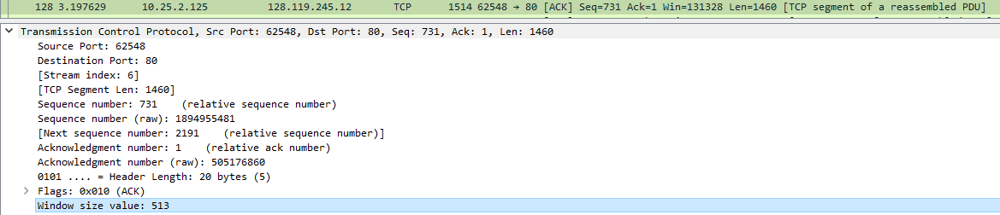 128 3.197629 10.25.2.125 128.119.245.12 TCP 1514 62548 → 80 [ACK] Seq=731 Ack=1 Win=131328 Len=1460 [TCP segment of a reassembled PDU]
Transmission Control Protocol, Src Port: 62548, Dst Port: 80, Seq: 731, Ack: 1, Len: 1460
Source Port: 62548
Destination Port: 80
[Stream index: 6]
[TCP Segment Len: 1460]
Sequence number: 731 (relative sequence number)
Sequence number (raw): 1894955481
[Next sequence number: 2191 (relative sequence number)]
Acknowledgment number: 1 (relative ack number)
Acknowledgment number (raw): 505176860
0101 .... = Header Length: 20 bytes (5)
Flags: 0x010 (ACK)
Window size value: 513